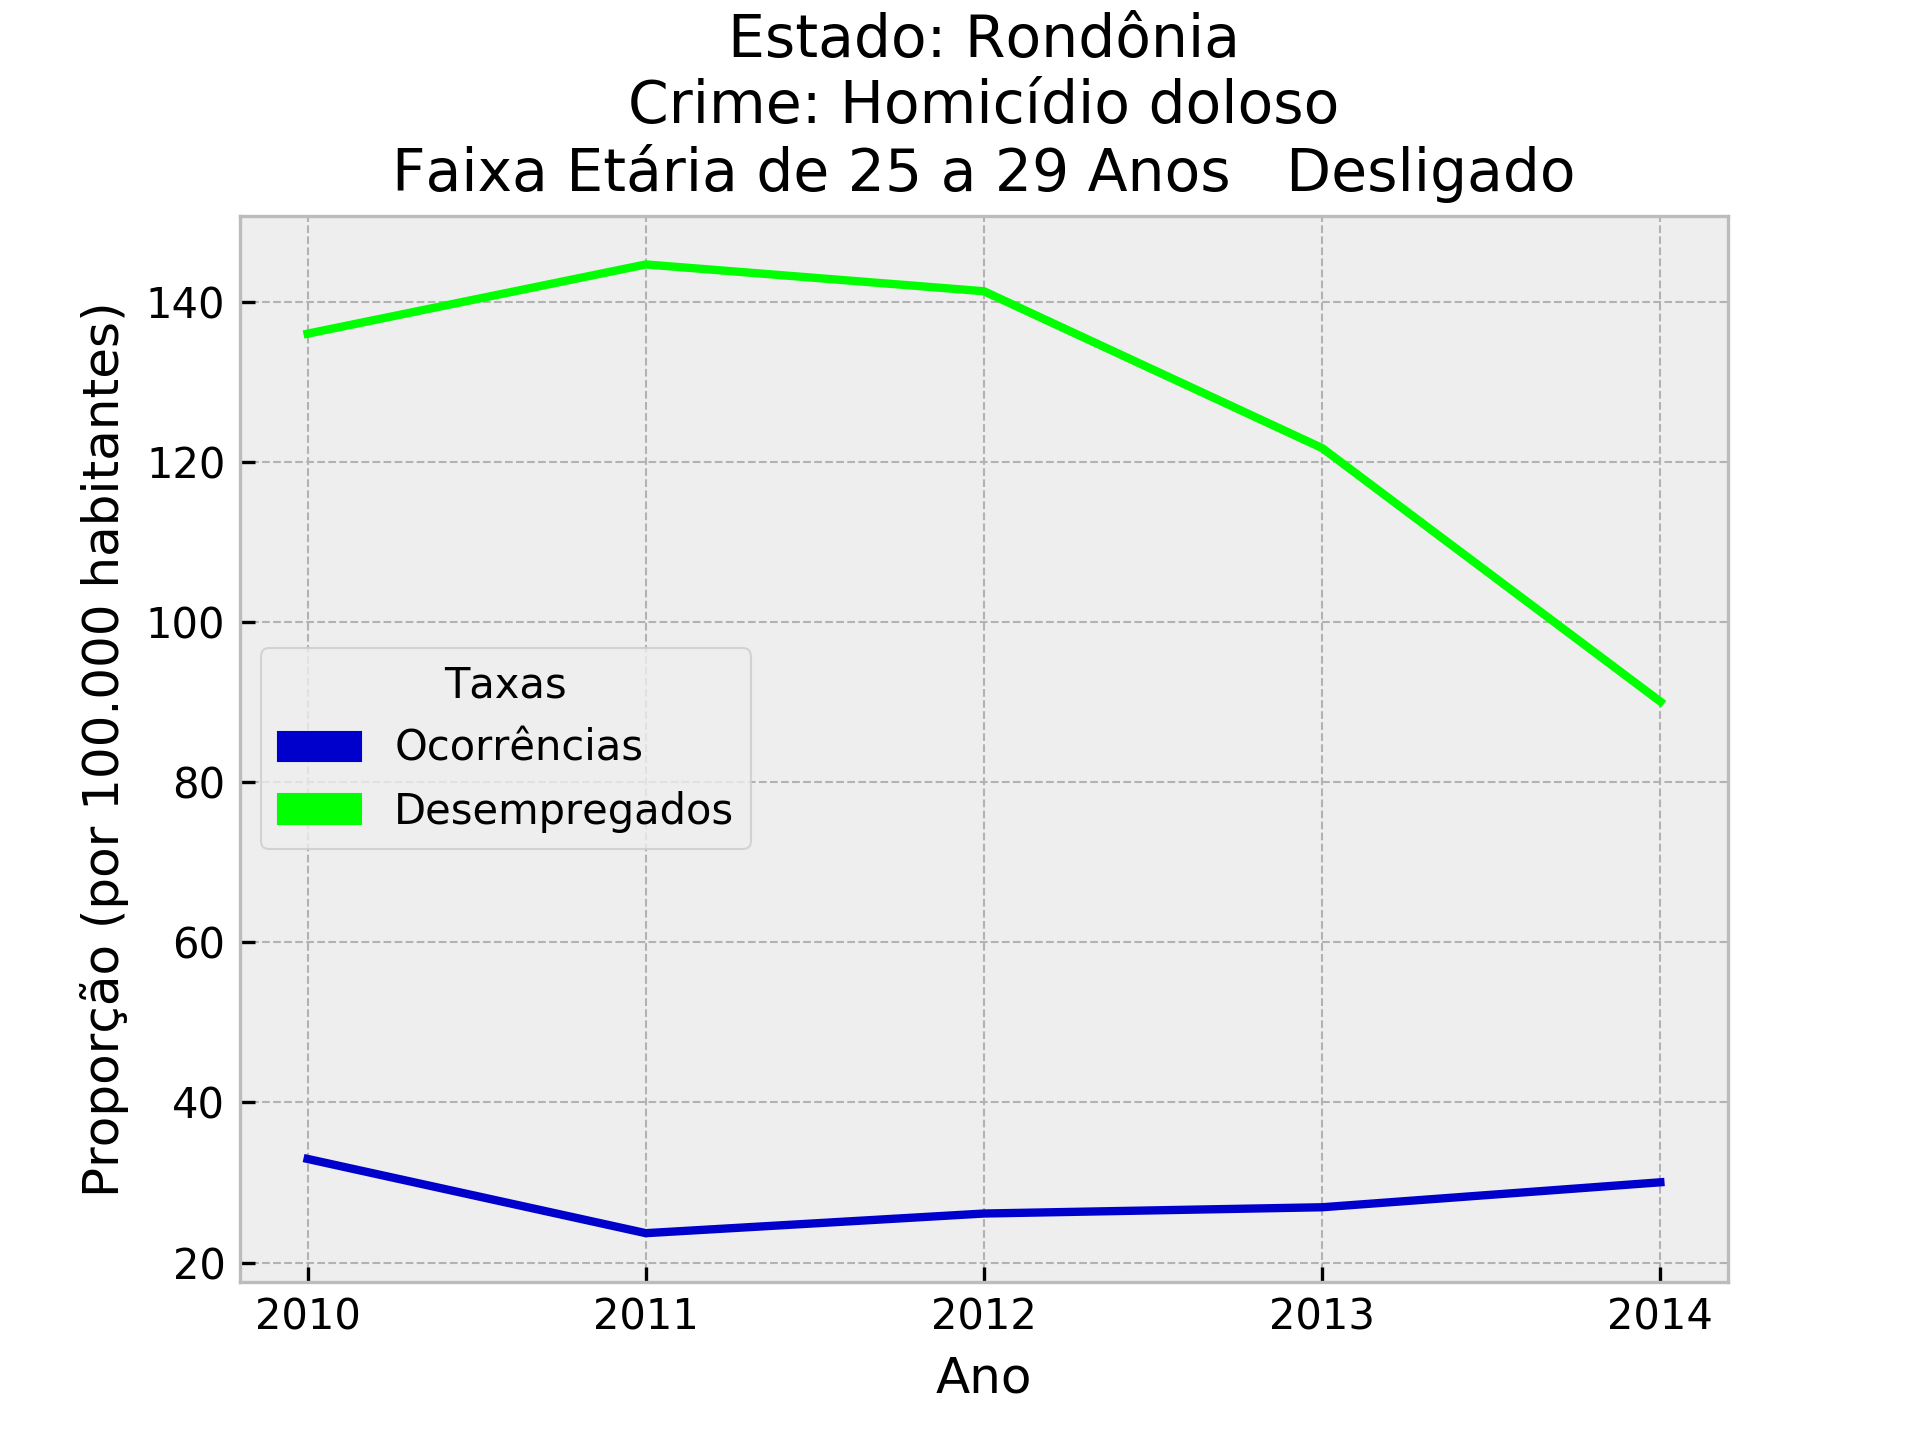 Estado: Rondônia
Crime: Homicídio doloso
Faixa Etária de 25 a 29 Anos   Desligado
Proporção (por 100.000 habitantes)
140
120
100
80
60
40
20
Taxas
Ocorrências
Desempregados
2010 2011 2012 2013 2014
Ano